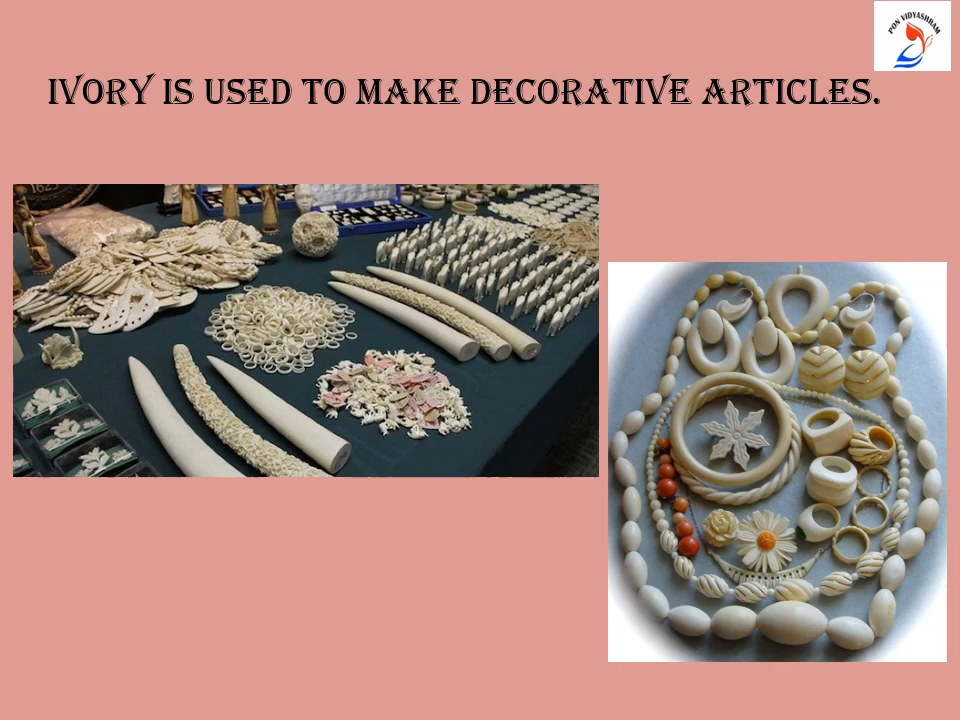 PON VIDYASHRAM
IVORY IS USED TO MAKE DECORATIVE ARTICLES.